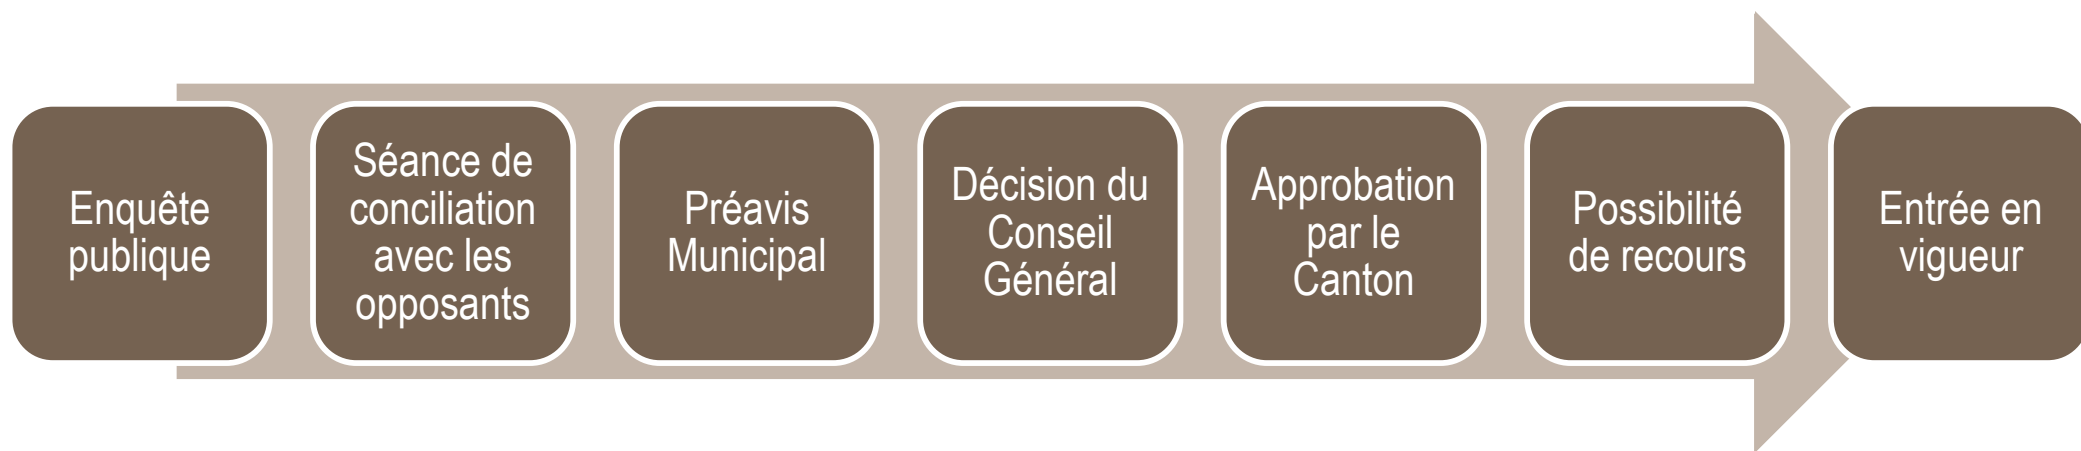 Enquête
publique
Séance de
conciliation
avec les
opposants
Préavis
Municipal
Décision du
Conseil
Général
Approbation
par le
Canton
Possibilité
de recours
Entrée en
vigueur